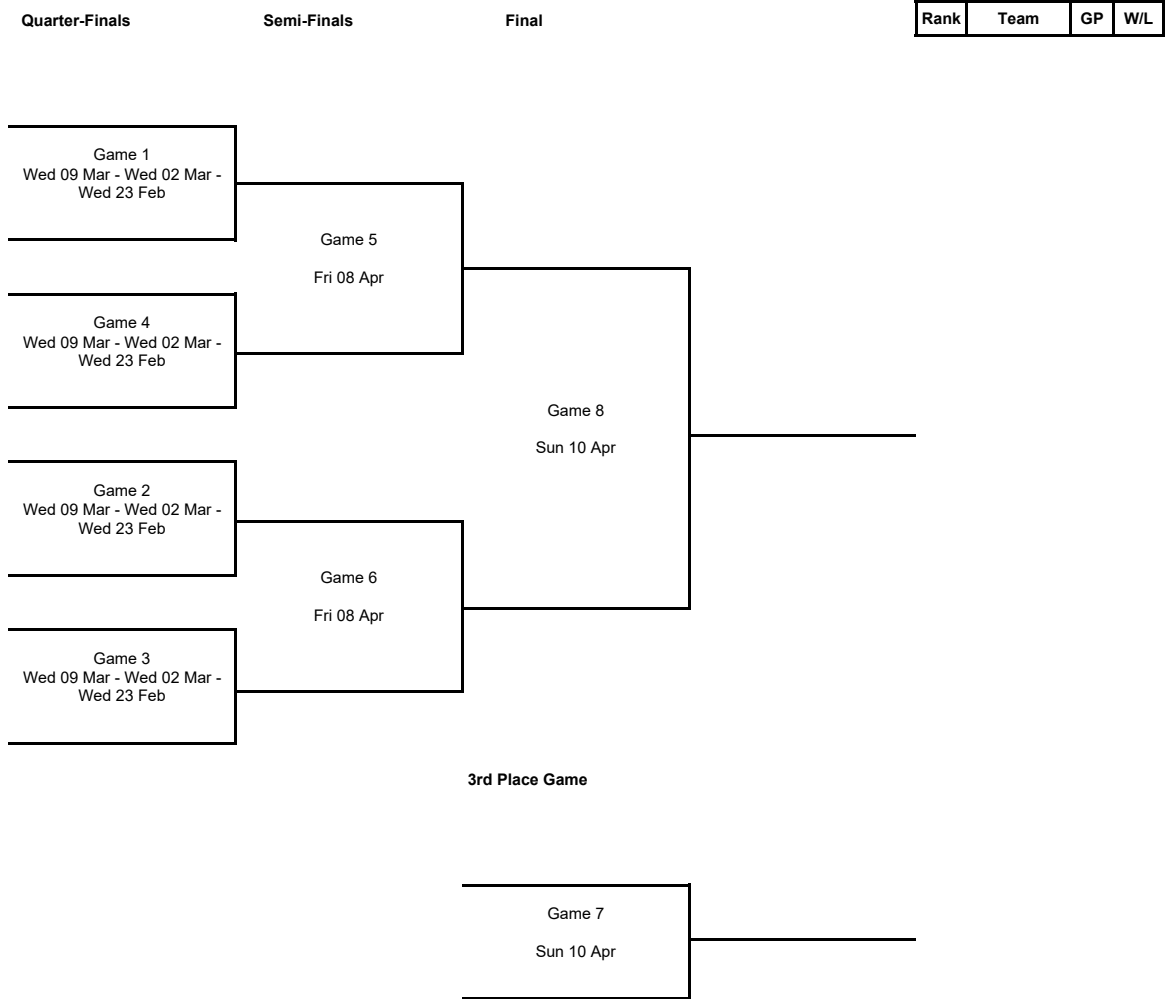 Quarter-Finals Semi-Finals Final
Rank Team GP W/L
Game 1
Wed 09 Mar - Wed 02 Mar -
Wed 23 Feb
Game 5
Fri 08 Apr
Game 4
Wed 09 Mar - Wed 02 Mar -
Wed 23 Feb
Game 8
Sun 10 Apr
Game 2
Wed 09 Mar - Wed 02 Mar -
Wed 23 Feb
Game 6
Fri 08 Apr
Game 3
Wed 09 Mar - Wed 02 Mar -
Wed 23 Feb
3rd Place Game
Game 7
Sun 10 Apr